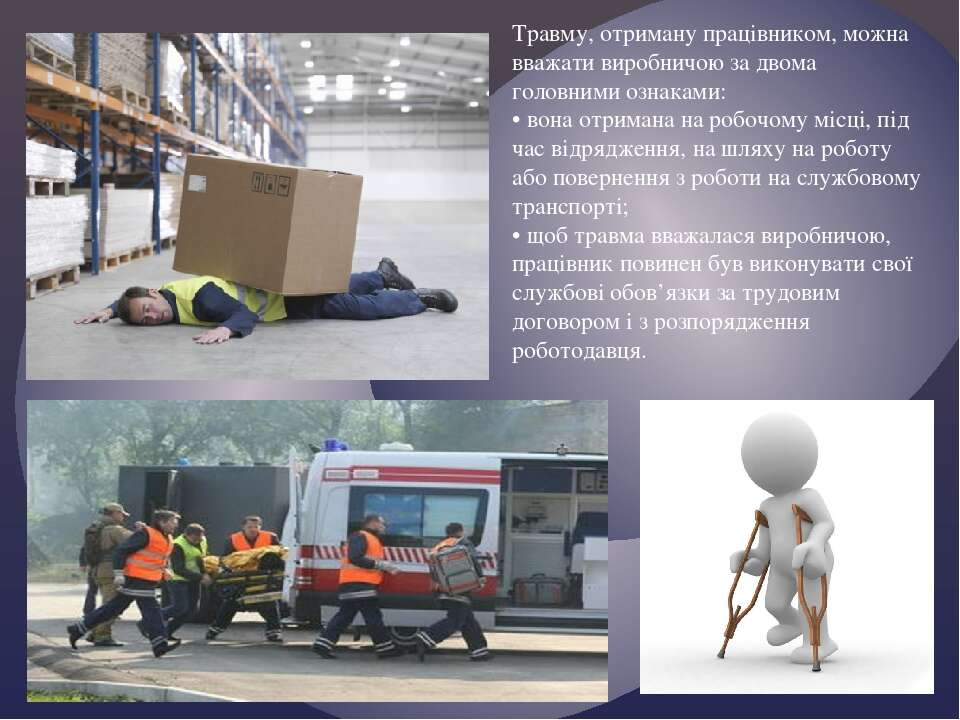 Травму, отриману працівником, можна
вважати виробничою за двома
головними ознаками:
• вона отримана на робочому місці, під
час відрядження, на шляху на роботу
або повернення з роботи на службовому
транспорті;
• щоб травма вважалася виробничою,
працівник повинен був виконувати свої
службові обов’язки за трудовим
договором і з розпорядження
роботодавця.